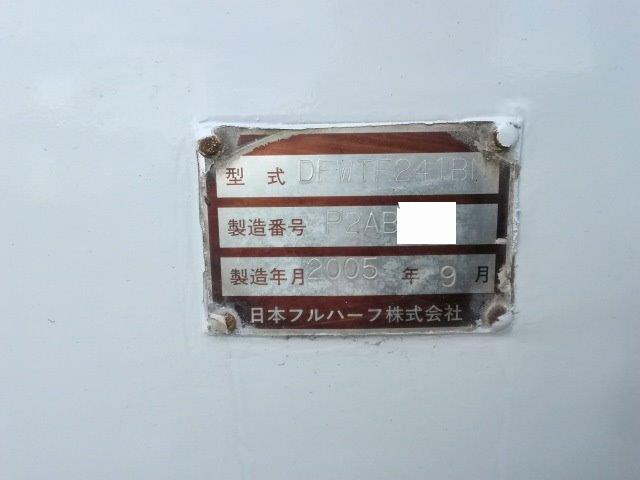 型式 DFWTF241BN
製造番号 P2AB
製造年月 2005 年 9 月
日本フルハーフ株式会社